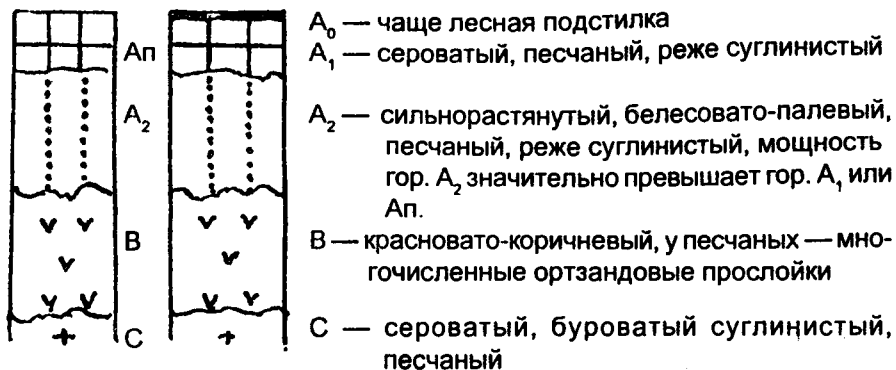 A₀ — чаще лесная подстилка
Aп A₁ — сероватый, песчаный, реже суглинистый
A₂ A₂ — сильнорастянутый, белесовато-палевый,
песчаный, реже суглинистый, мощность
гор. A₂ значительно превышает гор. A₁ или
Ап.
B B — красновато-коричневый, у песчаных — мно-
гочисленные ортзандовые прослойки
C C — сероватый, буроватый суглинистый,
песчаный